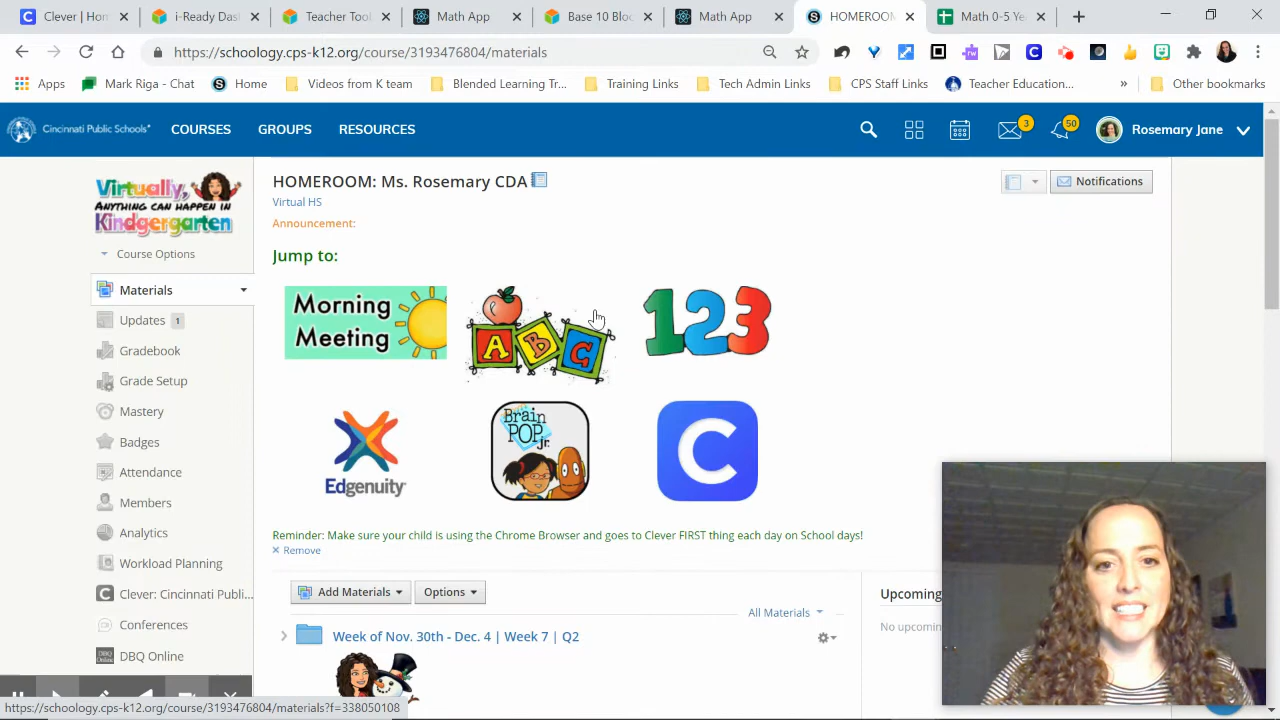 Clever | H
i-Ready Das
Teacher Tool
Math App
Base 10 Bloc
Math App
HOMEROOM
Math 0-5 Ye
https://schoology.cps-k12.org/course/3193476804/materials
Apps
Mark Riga - Chat
Home
Videos from K team
Blended Learning Tr...
Training Links
Tech Admin Links
CPS Staff Links
Teacher Education...
»
Other bookmarks
Cincinnati Public Schools
COURSES
GROUPS
RESOURCES
3
50
Rosemary Jane
Virtually,
ANYTHING CAN HAPPEN IN
Kindgergarten
Course Options
Materials
Updates 1
Gradebook
Grade Setup
Mastery
Badges
Attendance
Members
Analytics
Workload Planning
Clever: Cincinnati Publi...
Conferences
DBQ Online
HOMEROOM: Ms. Rosemary CDA
Notifications
Virtual HS
Announcement:
Jump to:
Morning
Meeting
A B C
123
Edgenuity
Brain
POP jr.
C
Reminder: Make sure your child is using the Chrome Browser and goes to Clever FIRST thing each day on School days!
Remove
Add Materials
Options
All Materials
Upcoming
No upcomin
Week of Nov. 30th - Dec. 4 | Week 7 | Q2
https://schoology.cps-k12.org/course/3193476804/materials?f=338050108